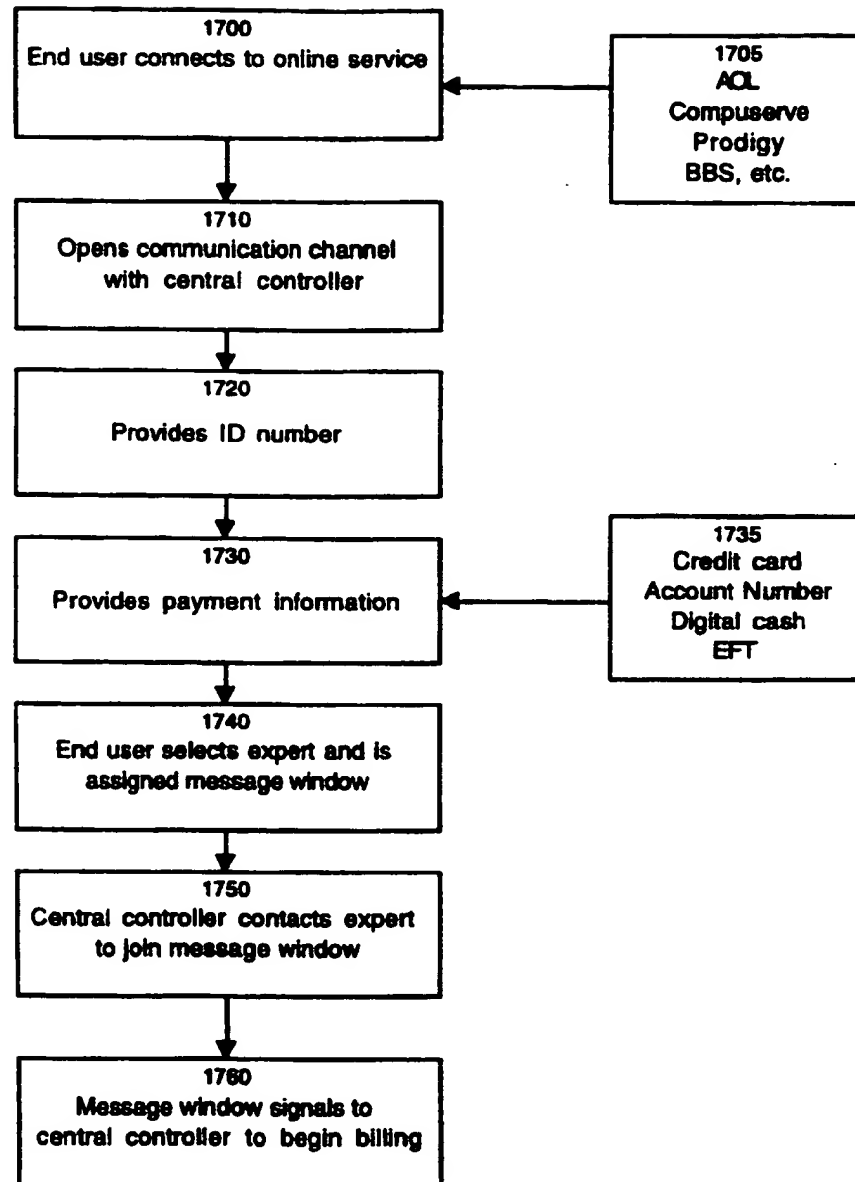 1700
End user connects to online service
1705
AOL
Compuserve
Prodigy
BBS, etc.
1710
Opens communication channel
with central controller
1720
Provides ID number
1730
Provides payment information
1735
Credit card
Account Number
Digital cash
EFT
1740
End user selects expert and is
assigned message window
1750
Central controller contacts expert
to join message window
1760
Message window signals to
central controller to begin billing